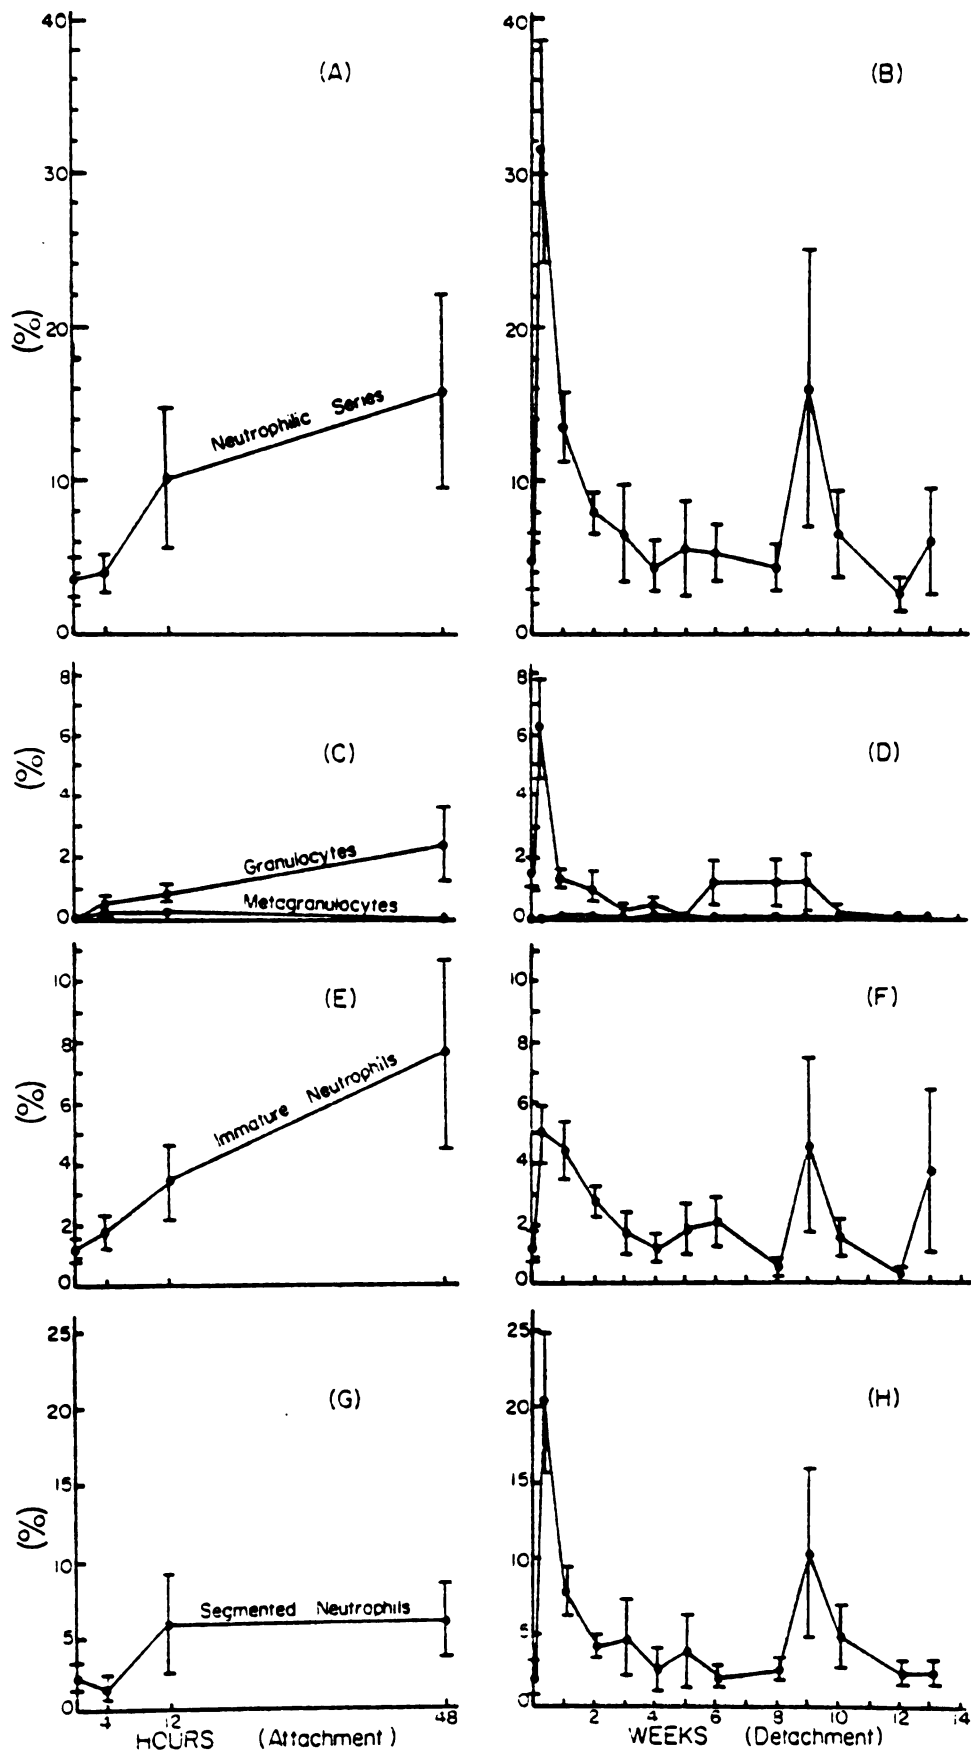 40
(A)
30
(%)
20
Neutrophilic Series
10
0
40
(B)
30
20
10
0
8
6
(C)
(%)
4
Granulocytes
2
Metagranulocytes
0
8
6
(D)
4
2
0
10
(E)
8
(%)
6
Immature Neutrophils
4
2
0
10
(F)
8
6
4
2
0
25
(G)
20
15
(%)
10
Segmented Neutrophils
5
0
4 12 48
HOURS (Attachment)
25
(H)
20
15
10
5
0
2 4 6 8 10 12 14
WEEKS (Detachment)